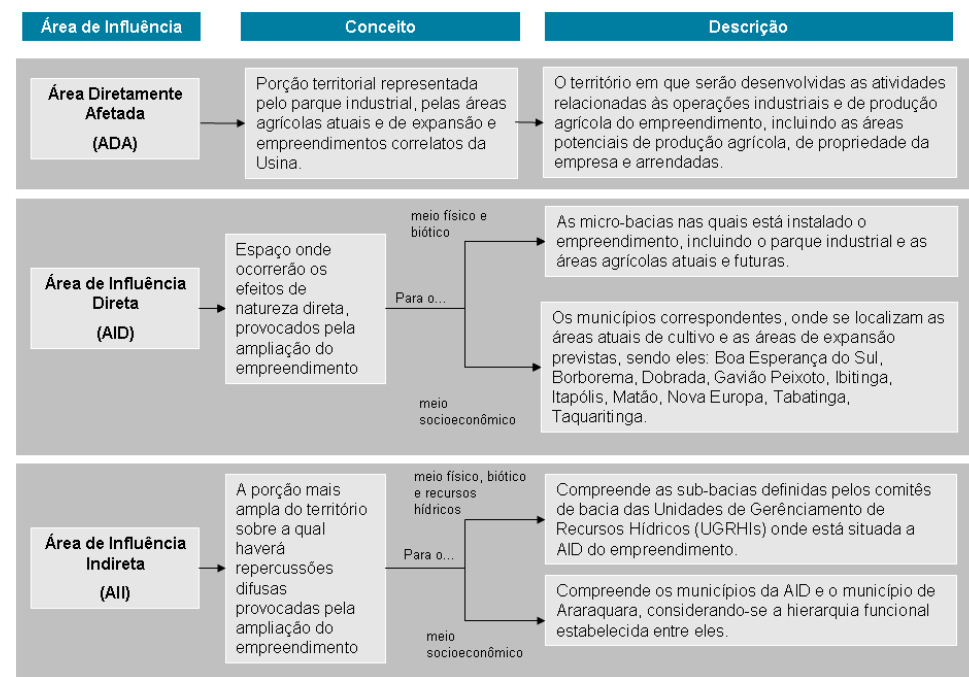 Área de Influência
Conceito
Descrição
Área Diretamente
Afetada
(ADA)
Porção territorial representada
pelo parque industrial, pelas áreas
agrícolas atuais e de expansão e
empreendimentos correlatos da
Usina.
O território em que serão desenvolvidas as atividades
relacionadas às operações industriais e de produção
agrícola do empreendimento, incluindo as áreas
potenciais de produção agrícola, de propriedade da
empresa e arrendadas.
Área de Influência
Direta
(AID)
Espaço onde
ocorrerão os
efeitos de
natureza direta,
provocados pela
ampliação do
empreendimento
Para o...
meio físico e
biótico
As micro-bacias nas quais está instalado o
empreendimento, incluindo o parque industrial e as
áreas agrícolas atuais e futuras.
meio
socioeconômico
Os municípios correspondentes, onde se localizam as
áreas atuais de cultivo e as áreas de expansão
previstas, sendo eles: Boa Esperança do Sul,
Borborema, Dobrada, Gavião Peixoto, Ibitinga,
Itapólis, Matão, Nova Europa, Tabatinga,
Taquaritinga.
Área de Influência
Indireta
(AII)
A porção mais
ampla do território
sobre a qual
haverá
repercussões
difusas
provocadas pela
ampliação do
empreendimento
Para o...
meio físico, biótico
e recursos
hídricos
Compreende as sub-bacias definidas pelos comitês
de bacia das Unidades de Gerênciamento de
Recursos Hídricos (UGRHIs) onde está situada a
AID do empreendimento.
meio
socioeconômico
Compreende os municípios da AID e o município de
Araraquara, considerando-se a hierarquia funcional
estabelecida entre eles.